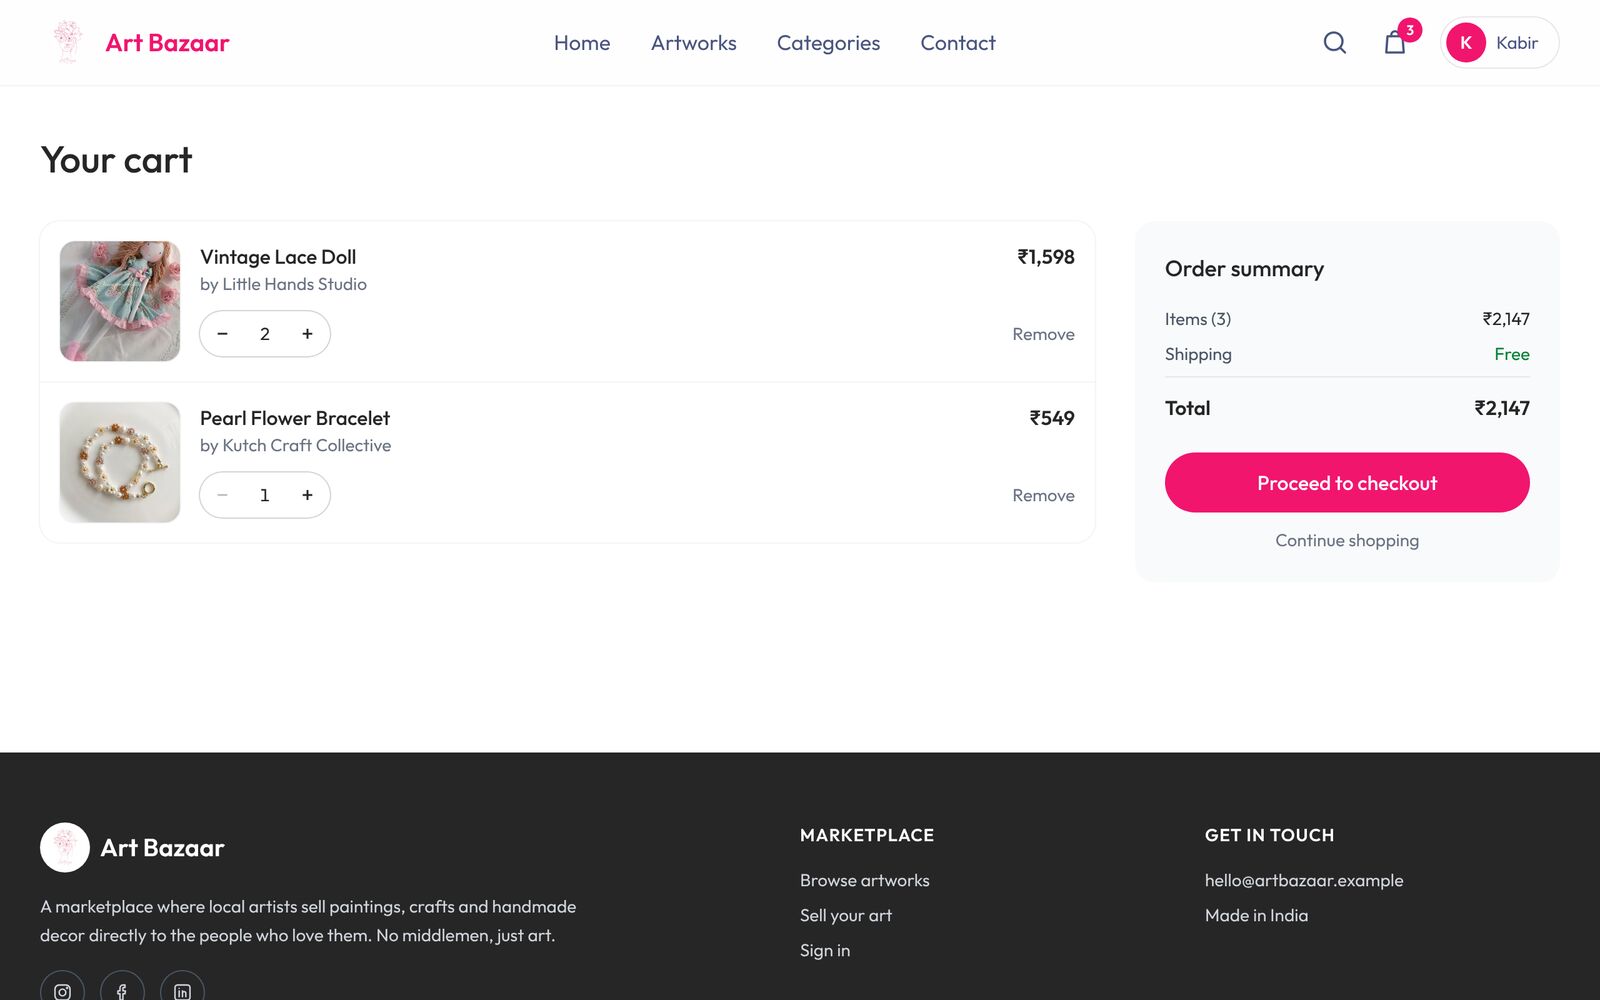 Art Bazaar
Home
Artworks
Categories
Contact
3
K
Kabir
Your cart
Vintage Lace Doll
₹1,598
by Little Hands Studio
− 2 +
Remove
Pearl Flower Bracelet
₹549
by Kutch Craft Collective
− 1 +
Remove
Order summary
Items (3) ₹2,147
Shipping Free
Total ₹2,147
Proceed to checkout
Continue shopping
Art Bazaar
A marketplace where local artists sell paintings, crafts and handmade
decor directly to the people who love them. No middlemen, just art.
MARKETPLACE
Browse artworks
Sell your art
Sign in
GET IN TOUCH
hello@artbazaar.example
Made in India